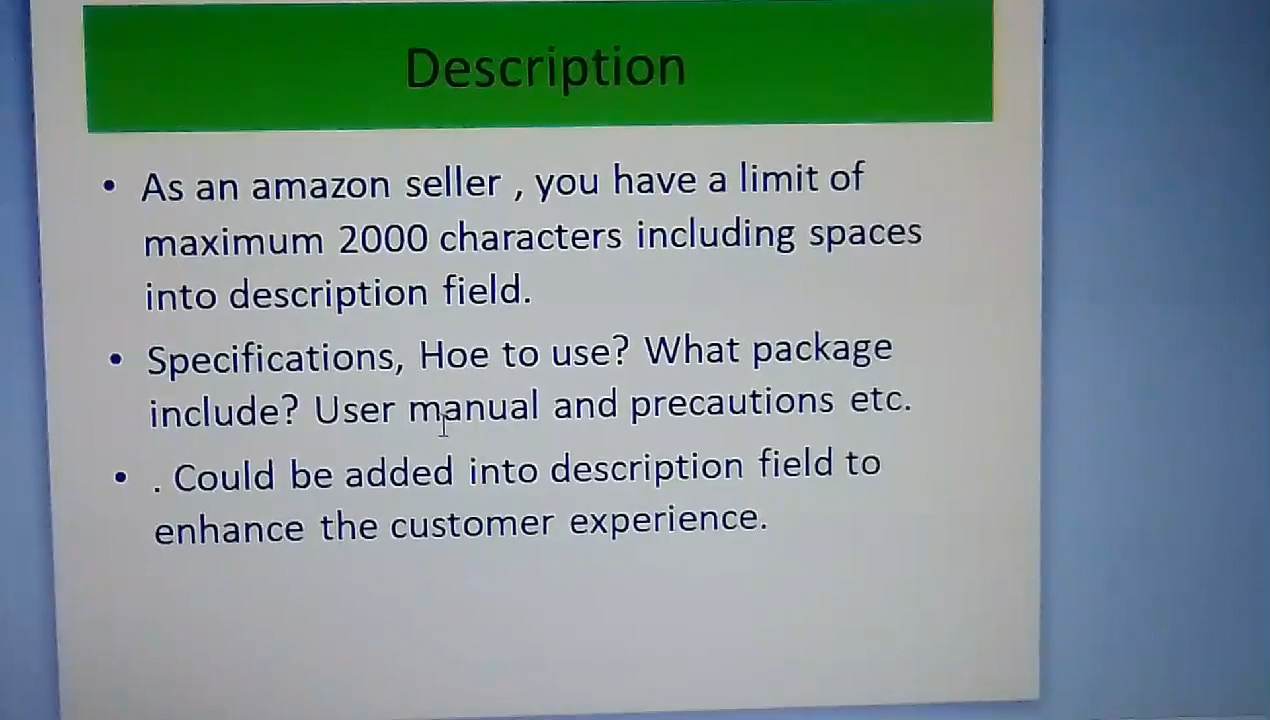 Description
• As an amazon seller , you have a limit of
maximum 2000 characters including spaces
into description field.
• Specifications, Hoe to use? What package
include? User manual and precautions etc.
• . Could be added into description field to
enhance the customer experience.